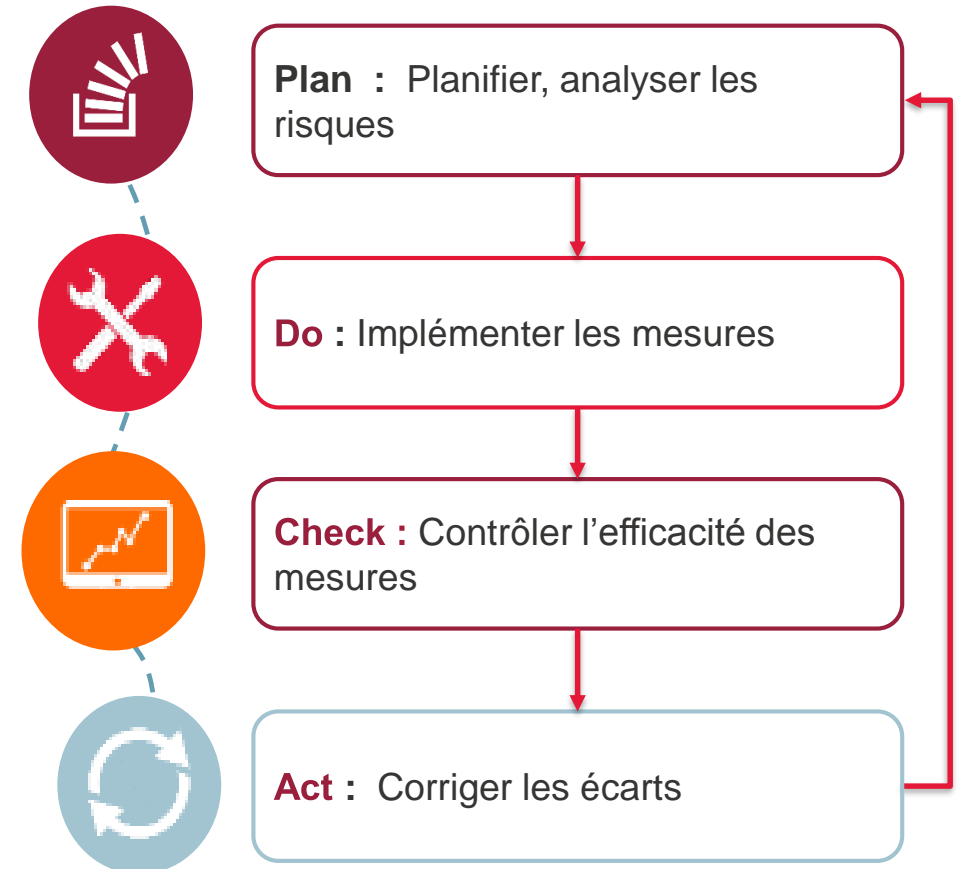 Plan : Planifier, analyser les
risques
Do : Implémenter les mesures
Check : Contrôler l’efficacité des
mesures
Act : Corriger les écarts